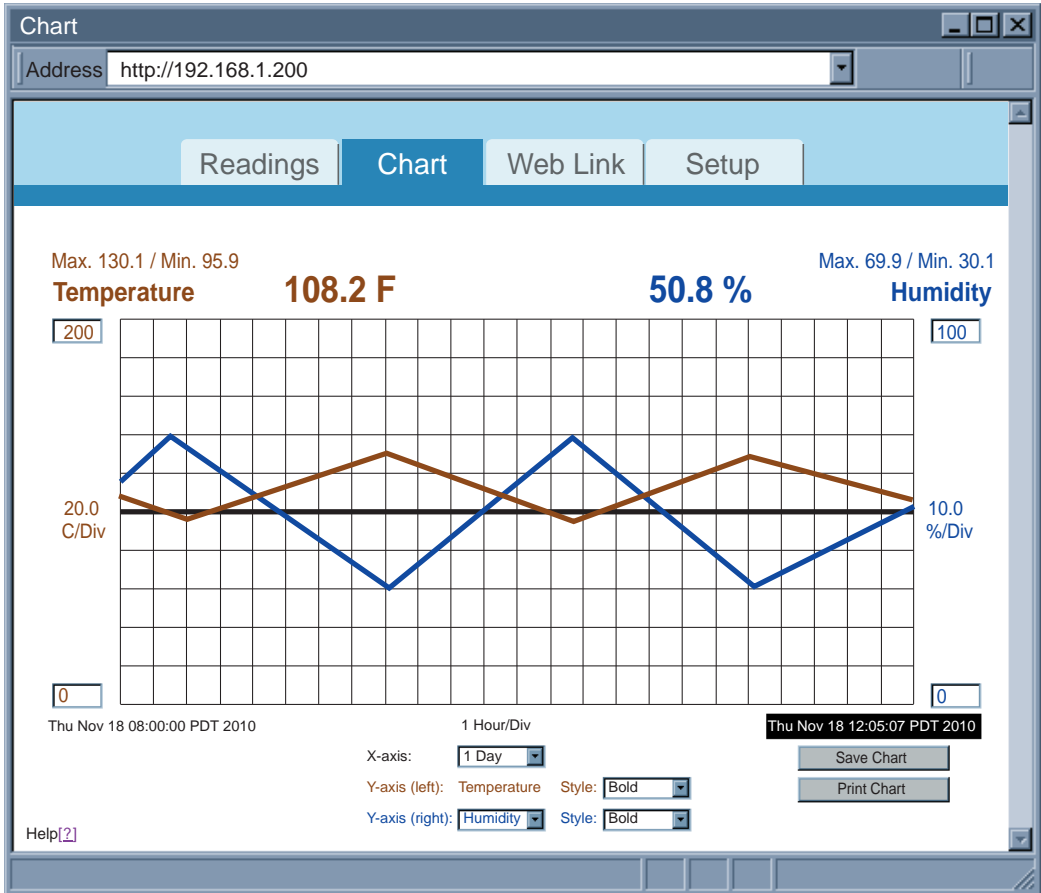 Chart
Address http://192.168.1.200
Readings Chart Web Link Setup
Max. 130.1 / Min. 95.9
Max. 69.9 / Min. 30.1
Temperature 108.2 F 50.8 % Humidity
200 100
20.0
C/Div
10.0
%/Div
0 0
Thu Nov 18 08:00:00 PDT 2010 1 Hour/Div Thu Nov 18 12:05:07 PDT 2010
X-axis: 1 Day Save Chart
Y-axis (left): Temperature Style: Bold Print Chart
Y-axis (right): Humidity Style: Bold
Help[?]